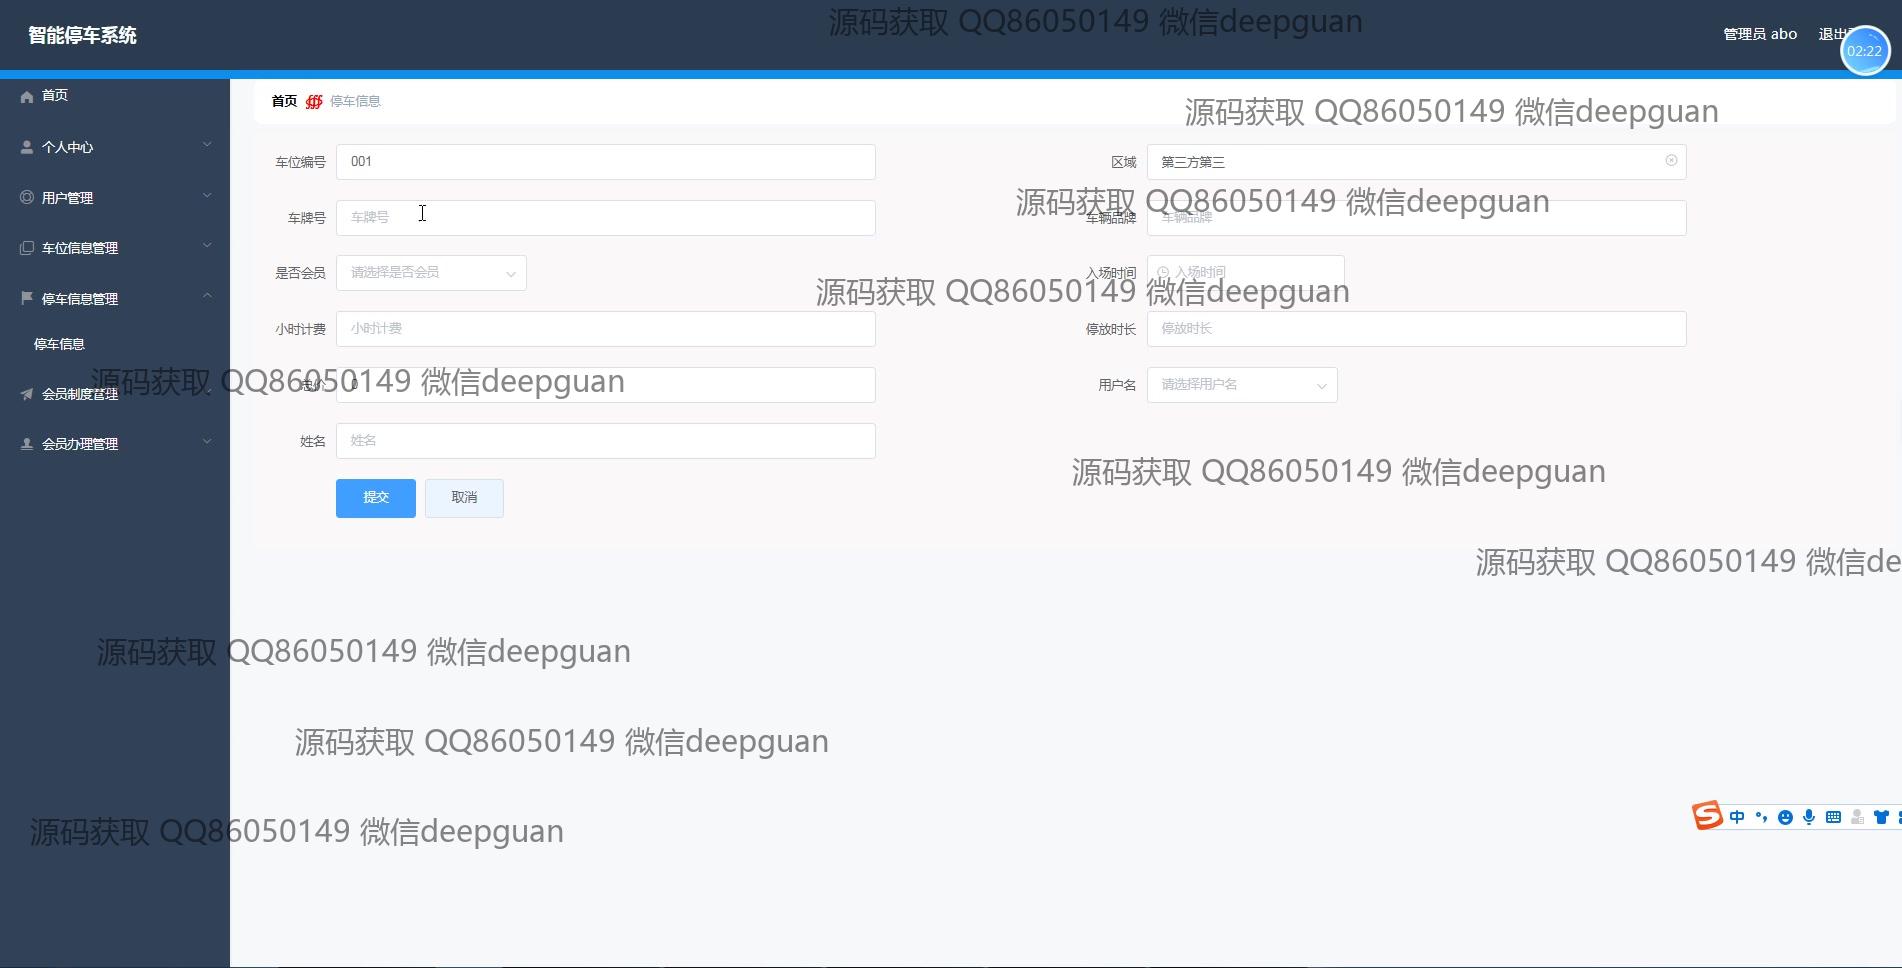 源码获取 QQ86050149 微信deepguan
智能停车系统
管理员 abo
退出
02:22
首页
个人中心
用户管理
车位信息管理
停车信息管理
停车信息
会员制度管理
会员办理管理
首页 停车信息
源码获取 QQ86050149 微信deepguan
车位编号 001
区域 第三方第三
源码获取 QQ86050149 微信deepguan
车牌号 车牌号
车辆品牌 车辆品牌
是否会员 请选择是否会员
入场时间 入场时间
源码获取 QQ86050149 微信deepguan
小时计费 小时计费
停放时长 停放时长
源码获取 QQ86050149 微信deepguan
总价 0
用户名 请选择用户名
姓名 姓名
源码获取 QQ86050149 微信deepguan
提交 取消
源码获取 QQ86050149 微信de
源码获取 QQ86050149 微信deepguan
源码获取 QQ86050149 微信deepguan
源码获取 QQ86050149 微信deepguan
S 中